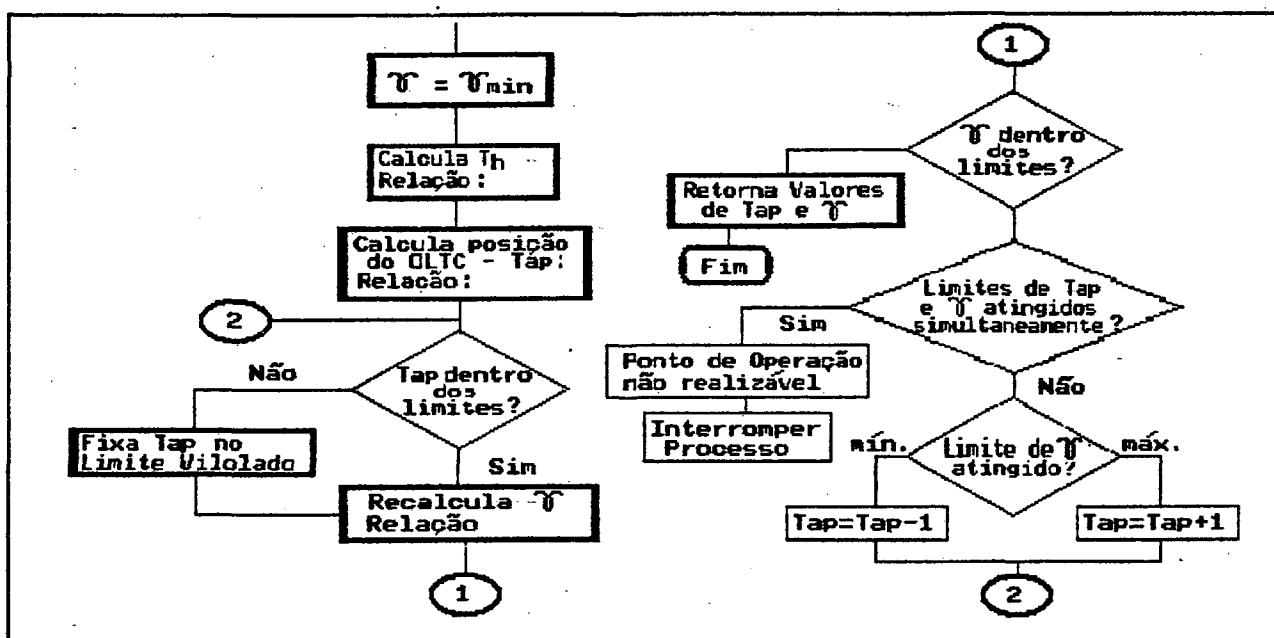 ɤ = ɤmin
Calcula Th
Relação:
Calcula posição
do OLTC - Tap:
Relação:
2
Não
Tap dentro
dos
limites?
Fixa Tap no
Limite Vilolado
Sim
Recalcula -ɤ
Relação
1
1
ɤ dentro
dos
limites?
Retorna Valores
de Tap e ɤ
Fim
Limites de Tap
e ɤ atingidos
simultaneamente?
Sim
Ponto de Operação
não realizável
Interromper
Processo
Não
mín.
Limite de ɤ
atingido?
máx.
Tap=Tap-1
Tap=Tap+1
2